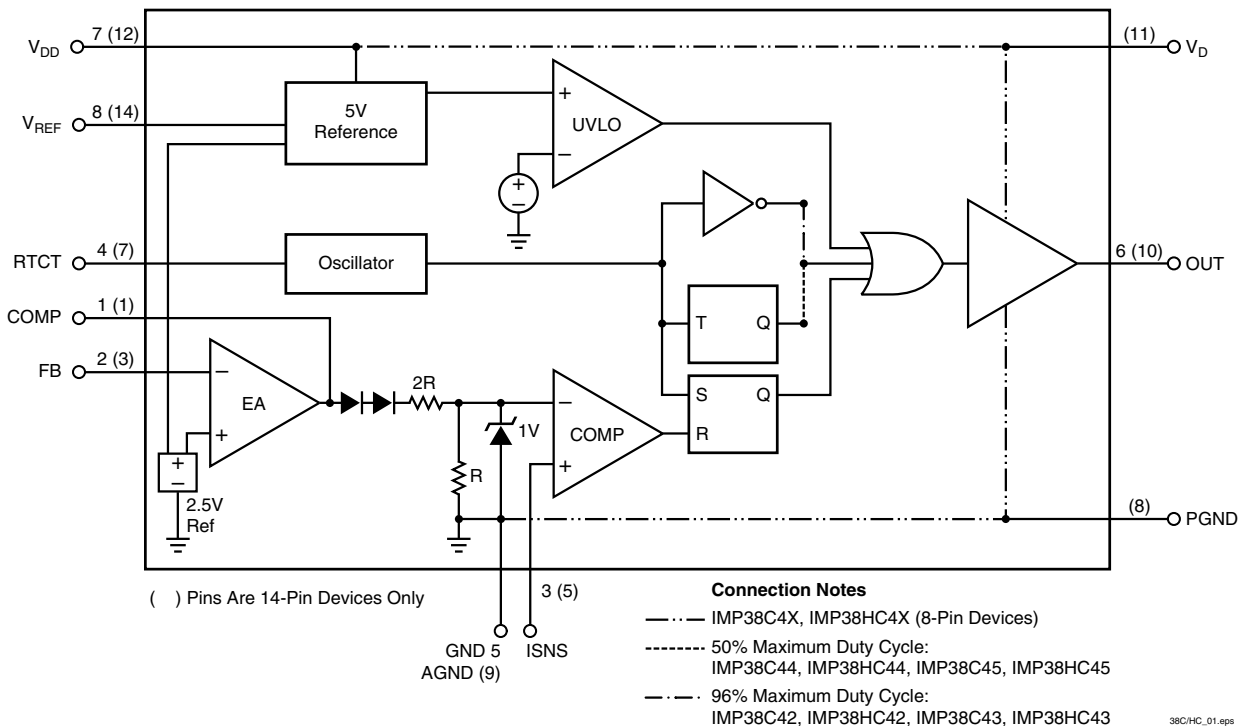 VDD 7 (12) (11) VD
VREF 8 (14)
5V
Reference
+
UVLO
−
+
−
RTCT 4 (7)
Oscillator
6 (10) OUT
COMP 1 (1)
T Q
FB 2 (3)
−
EA
+
2R
1V
R
−
COMP
+
S Q
R
+
−
2.5V
Ref
(8) PGND
( ) Pins Are 14-Pin Devices Only
3 (5)
GND 5
AGND (9)
ISNS
Connection Notes
IMP38C4X, IMP38HC4X (8-Pin Devices)
50% Maximum Duty Cycle:
IMP38C44, IMP38HC44, IMP38C45, IMP38HC45
96% Maximum Duty Cycle:
IMP38C42, IMP38HC42, IMP38C43, IMP38HC43
38C/HC_01.eps